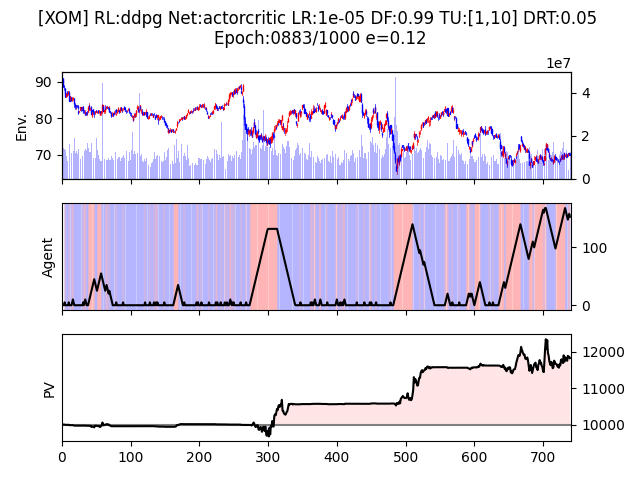 [XOM] RL:ddpg Net:actorcritic LR:1e-05 DF:0.99 TU:[1,10] DRT:0.05
Epoch:0883/1000 e=0.12
1e7
90
80
70
Env.
4
2
0
Agent
100
0
PV
12000
11000
10000
0 100 200 300 400 500 600 700